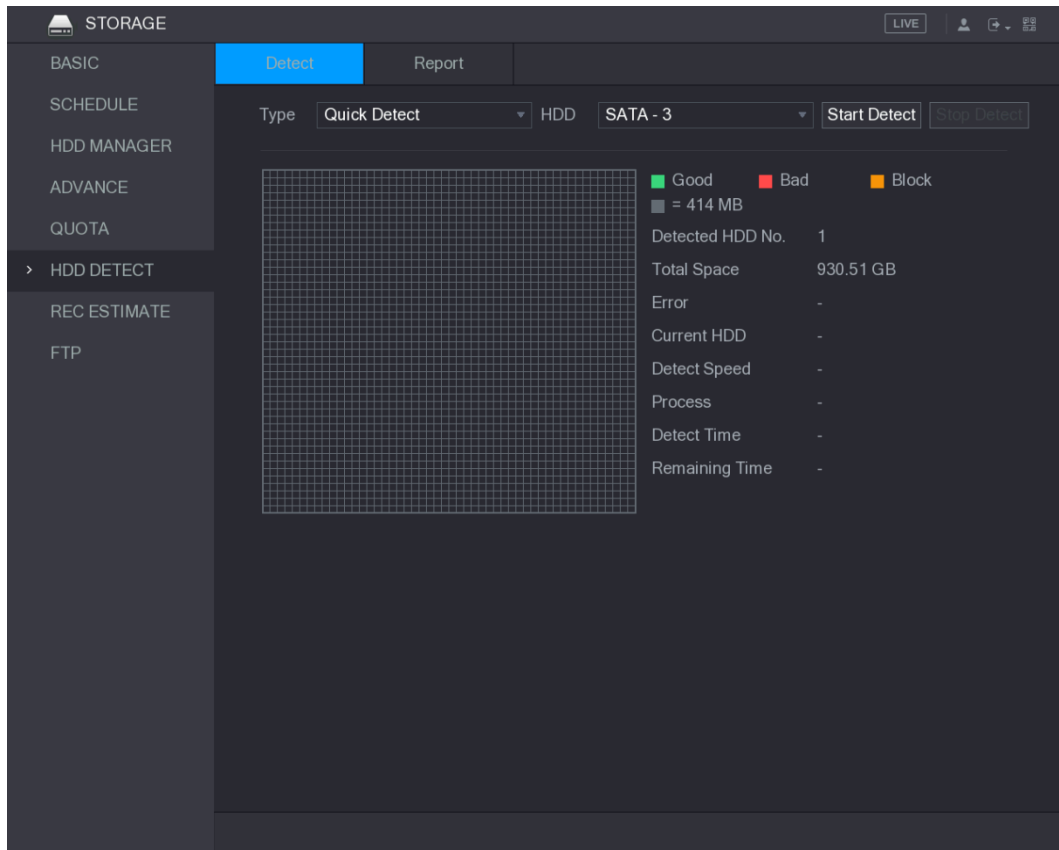 STORAGE
LIVE
BASIC
SCHEDULE
HDD MANAGER
ADVANCE
QUOTA
HDD DETECT
REC ESTIMATE
FTP
Detect Report
Type Quick Detect HDD SATA - 3 Start Detect Stop Detect
Good Bad Block
= 414 MB
Detected HDD No. 1
Total Space 930.51 GB
Error -
Current HDD -
Detect Speed -
Process -
Detect Time -
Remaining Time -